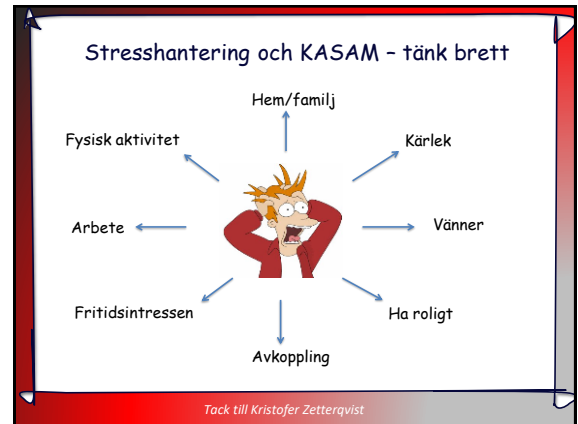 Stresshantering och KASAM – tänk brett
Hem/familj
Fysisk aktivitet
Kärlek
Arbete
Vänner
Fritidsintressen
Ha roligt
Avkoppling
Tack till Kristofer Zetterqvist